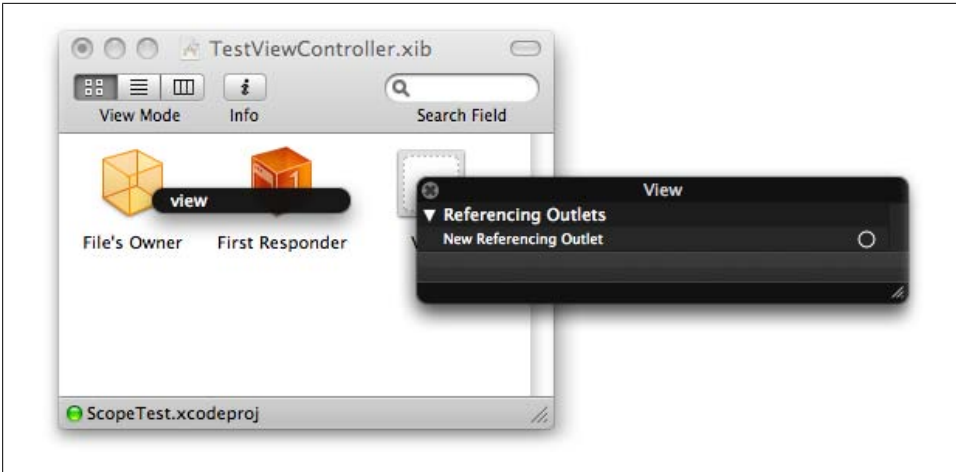 TestViewController.xib
View Mode
Info
Search Field
view
File's Owner
First Responder
View
Referencing Outlets
New Referencing Outlet
ScopeTest.xcodeproj